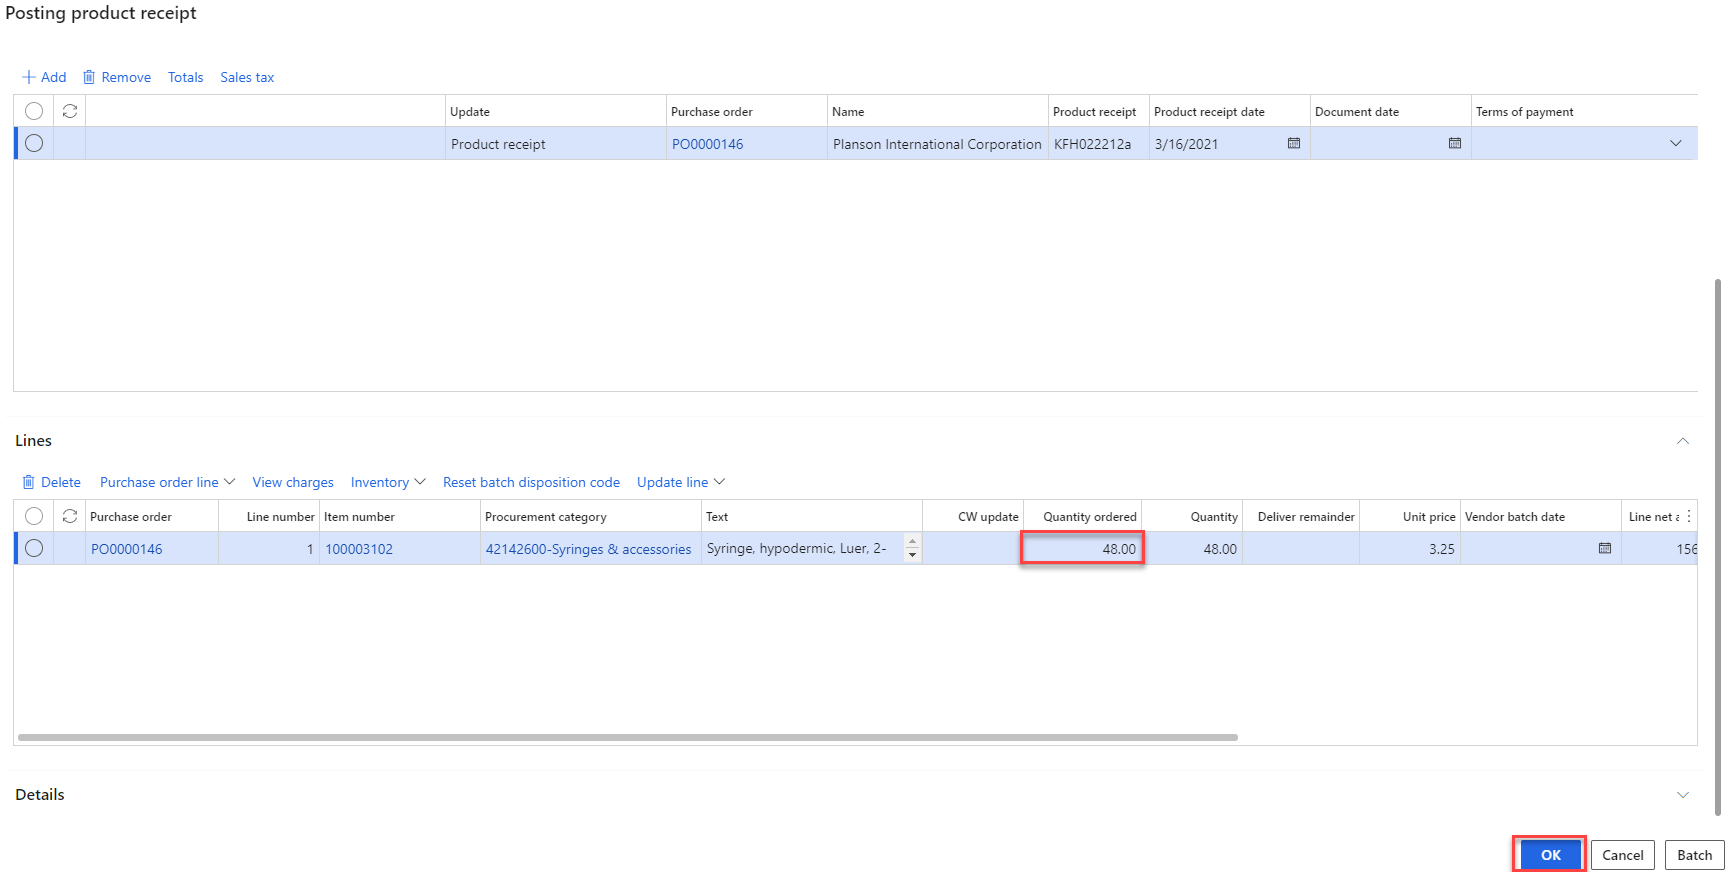 Posting product receipt
Add Remove Totals Sales tax
Update Purchase order Name Product receipt Product receipt date Document date Terms of payment
Product receipt PO0000146 Planson International Corporation KFH022212a 3/16/2021
Lines
Delete Purchase order line View charges Inventory Reset batch disposition code Update line
Purchase order Line number Item number Procurement category Text CW update Quantity ordered Quantity Deliver remainder Unit price Vendor batch date Line net a
PO0000146 1 100003102 42142600-Syringes & accessories Syringe, hypodermic, Luer, 2- 48.00 48.00 3.25 156
Details
OK Cancel Batch